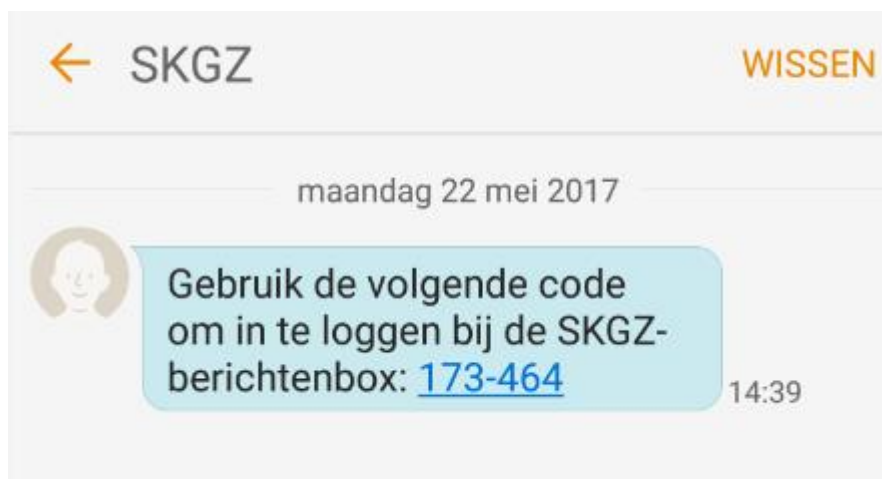 SKGZ
WISSEN
maandag 22 mei 2017
Gebruik de volgende code
om in te loggen bij de SKGZ-
berichtenbox: 173-464
14:39